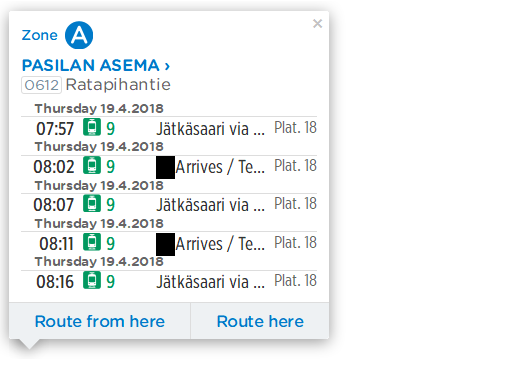 ×
Zone A
PASILAN ASEMA ›
0612 Ratapihantie
Thursday 19.4.2018
07:57 9 Jätkäsaari via ... Plat. 18
Thursday 19.4.2018
08:02 9 Arrives / Te... Plat. 18
Thursday 19.4.2018
08:07 9 Jätkäsaari via ... Plat. 18
Thursday 19.4.2018
08:11 9 Arrives / Te... Plat. 18
Thursday 19.4.2018
08:16 9 Jätkäsaari via ... Plat. 18
Route from here Route here